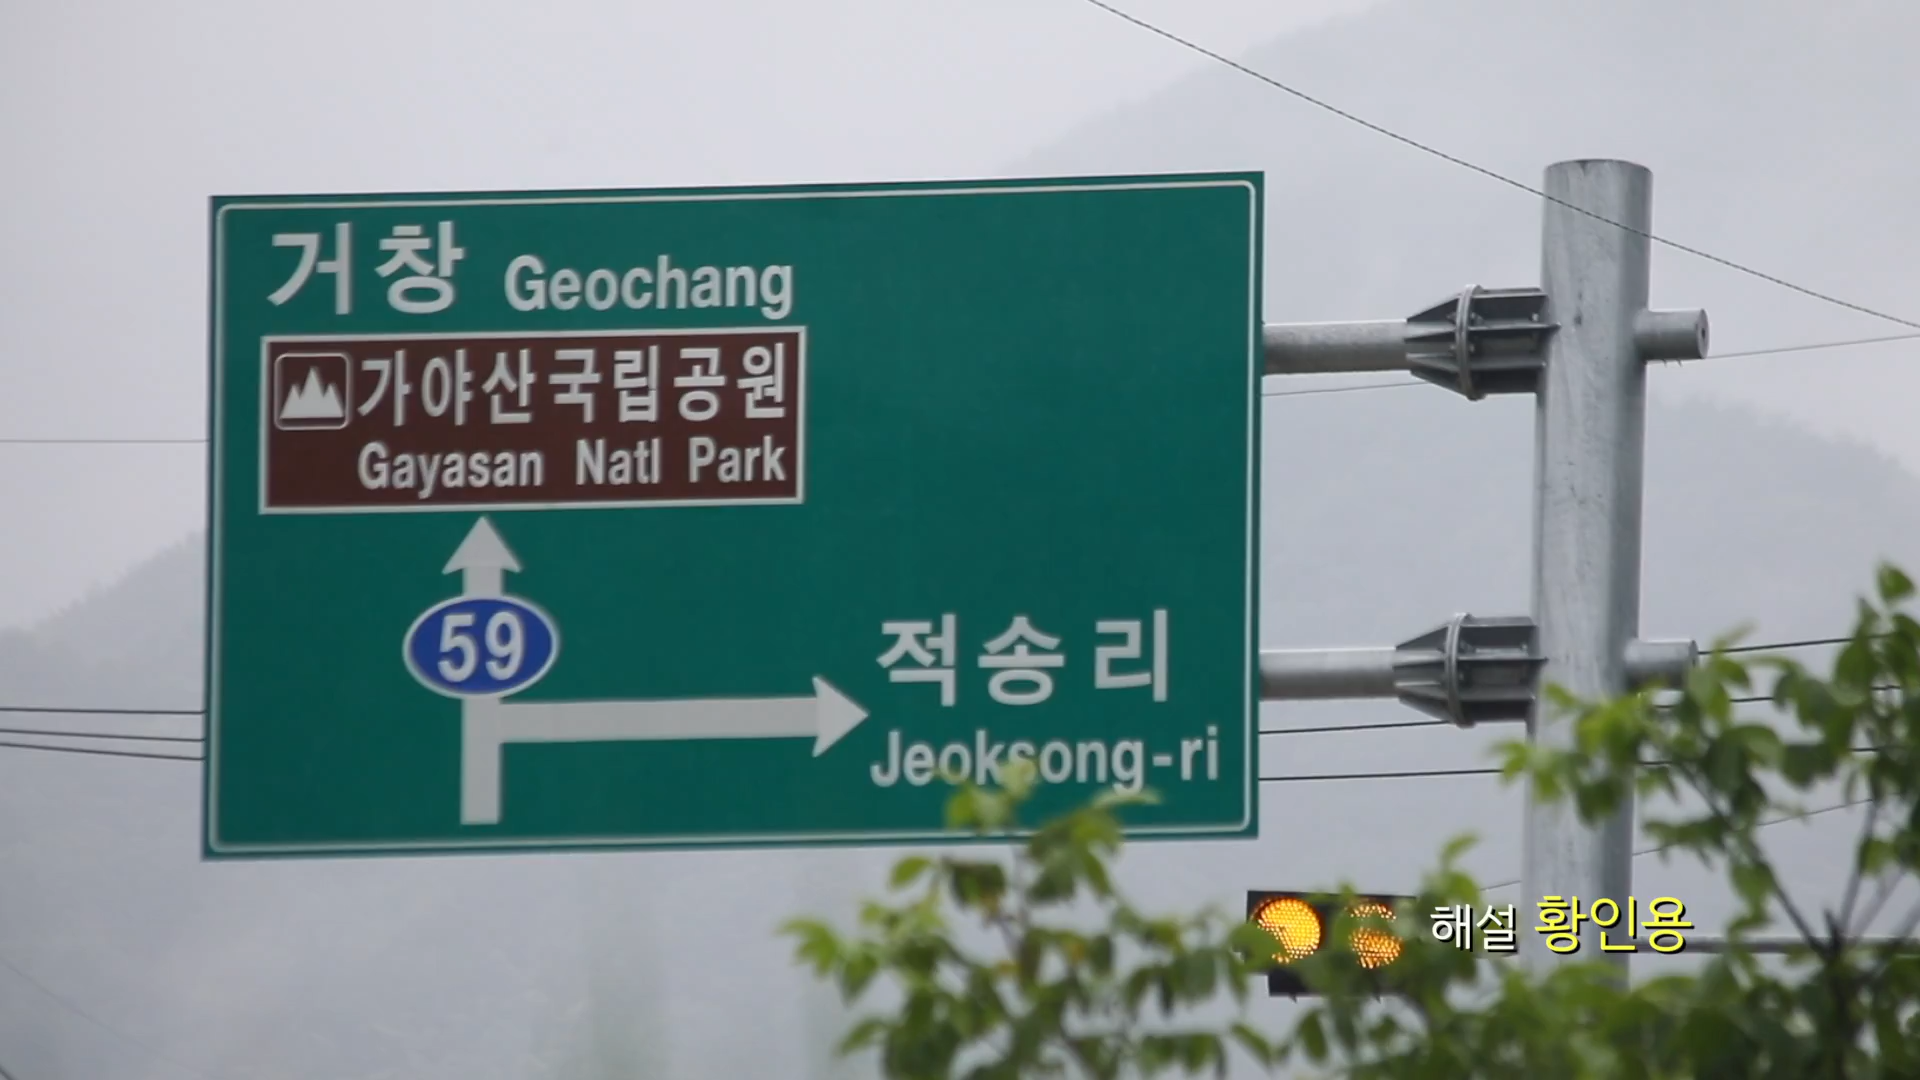 거창 Geochang
가야산국립공원
Gayasan Natl Park
59
적송리
Jeoksong-ri
해설 황인용